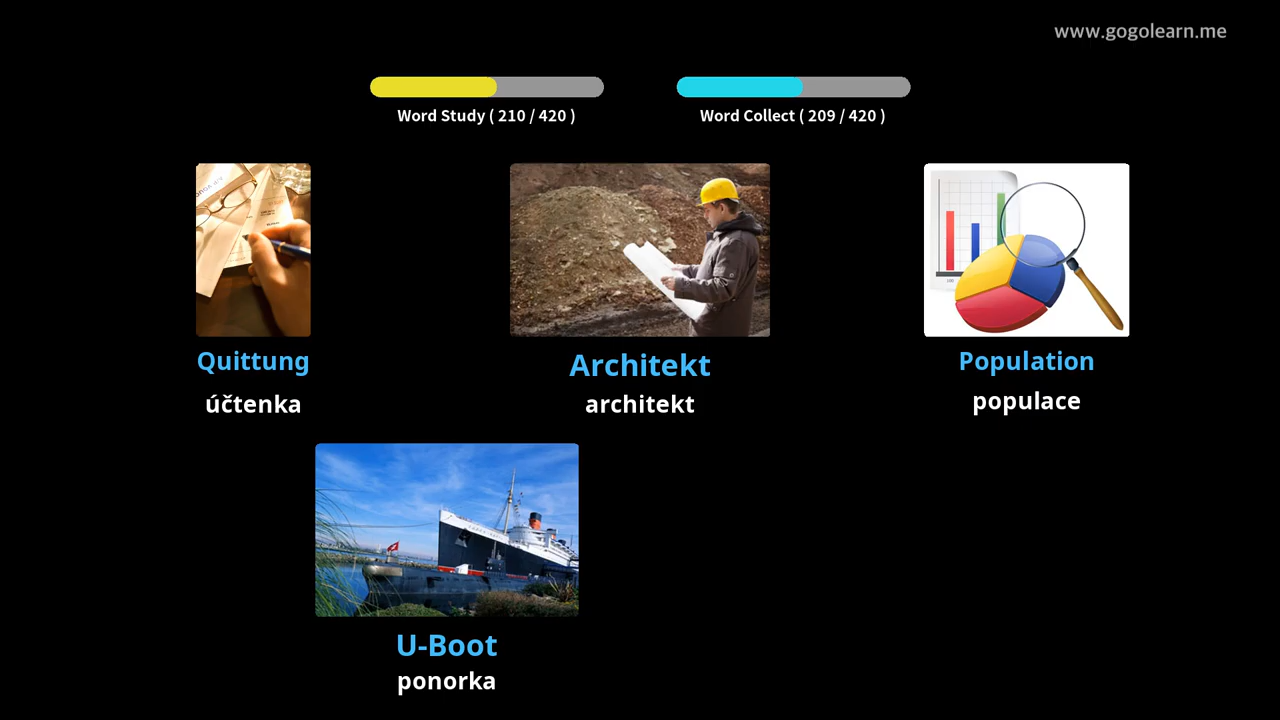 www.gogolearn.me
Word Study ( 210 / 420 )
Word Collect ( 209 / 420 )
Quittung
Architekt
Population
účtenka
architekt
populace
U-Boot
ponorka